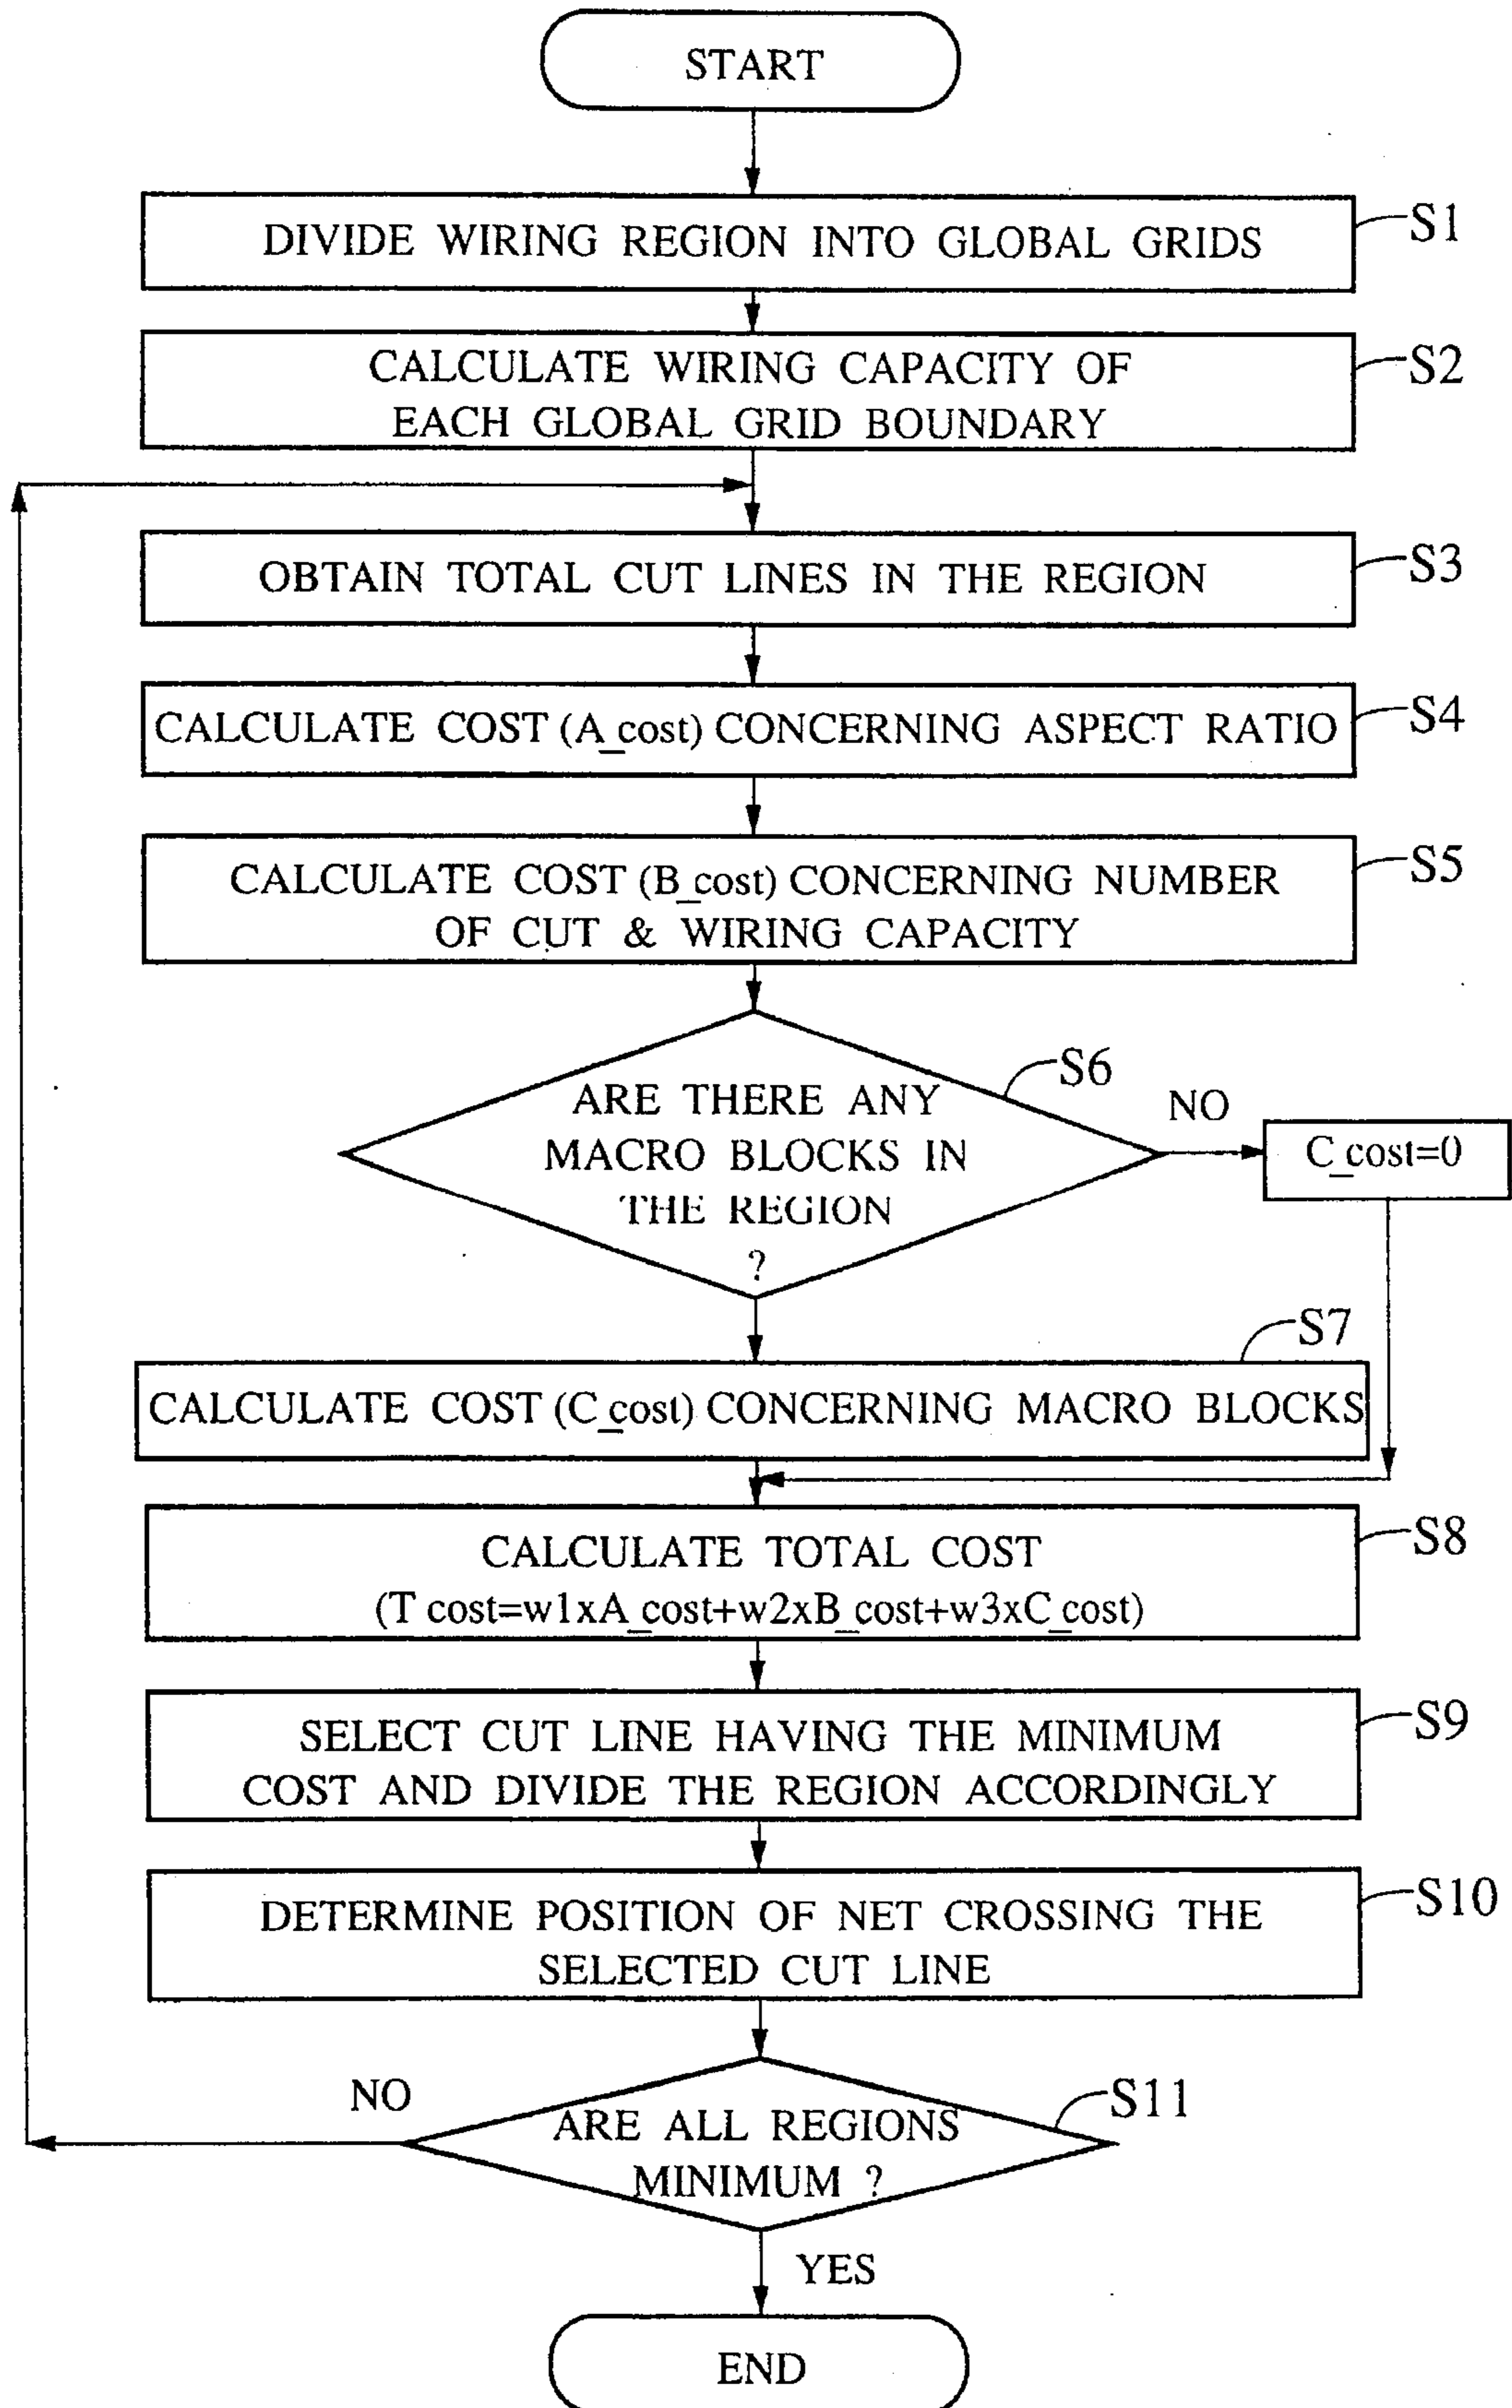 START
DIVIDE WIRING REGION INTO GLOBAL GRIDS
S1
CALCULATE WIRING CAPACITY OF
EACH GLOBAL GRID BOUNDARY
S2
OBTAIN TOTAL CUT LINES IN THE REGION
S3
CALCULATE COST (A_cost) CONCERNING ASPECT RATIO
S4
CALCULATE COST (B_cost) CONCERNING NUMBER
OF CUT & WIRING CAPACITY
S5
ARE THERE ANY
MACRO BLOCKS IN
THE REGION
?
S6
NO
C_cost=0
S7
CALCULATE COST (C_cost) CONCERNING MACRO BLOCKS
CALCULATE TOTAL COST
(T cost=w1xA_cost+w2xB_cost+w3xC_cost)
S8
SELECT CUT LINE HAVING THE MINIMUM
COST AND DIVIDE THE REGION ACCORDINGLY
S9
DETERMINE POSITION OF NET CROSSING THE
SELECTED CUT LINE
S10
NO
ARE ALL REGIONS
MINIMUM ?
S11
YES
END